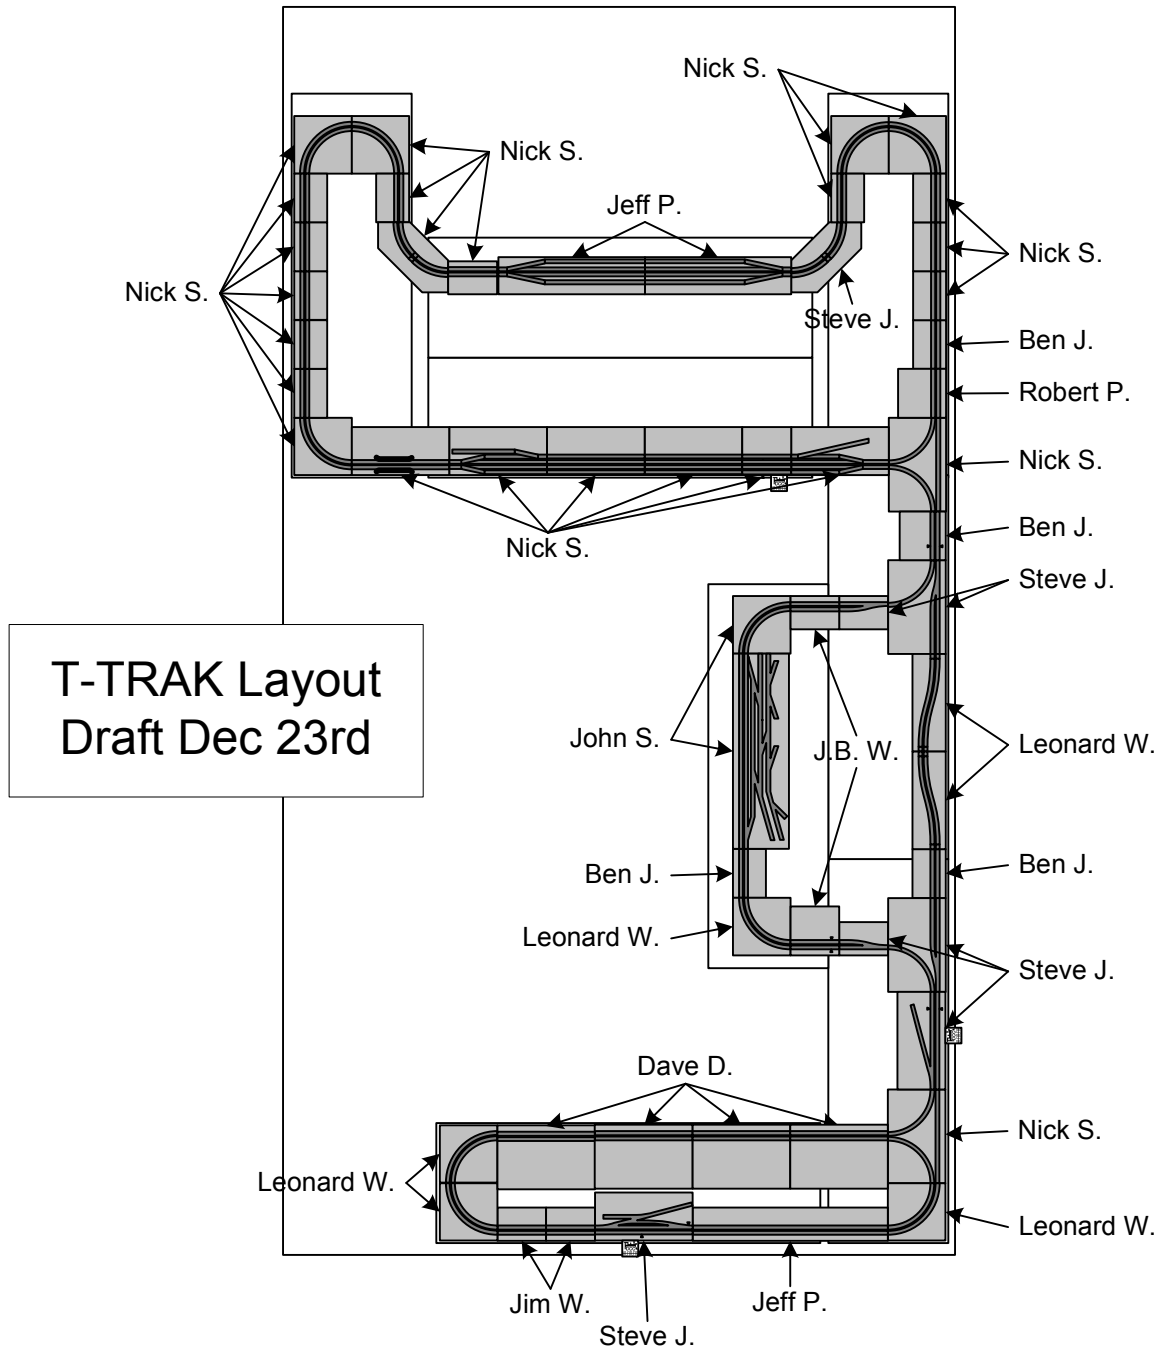 Nick S.
Nick S.
Jeff P.
Nick S.
Nick S.
Steve J.
Ben J.
Robert P.
Nick S.
Nick S.
Ben J.
Steve J.
T-TRAK Layout
Draft Dec 23rd
John S.
J.B. W.
Leonard W.
Ben J.
Ben J.
Leonard W.
Steve J.
Dave D.
Nick S.
Leonard W.
Leonard W.
Jim W.
Jeff P.
Steve J.